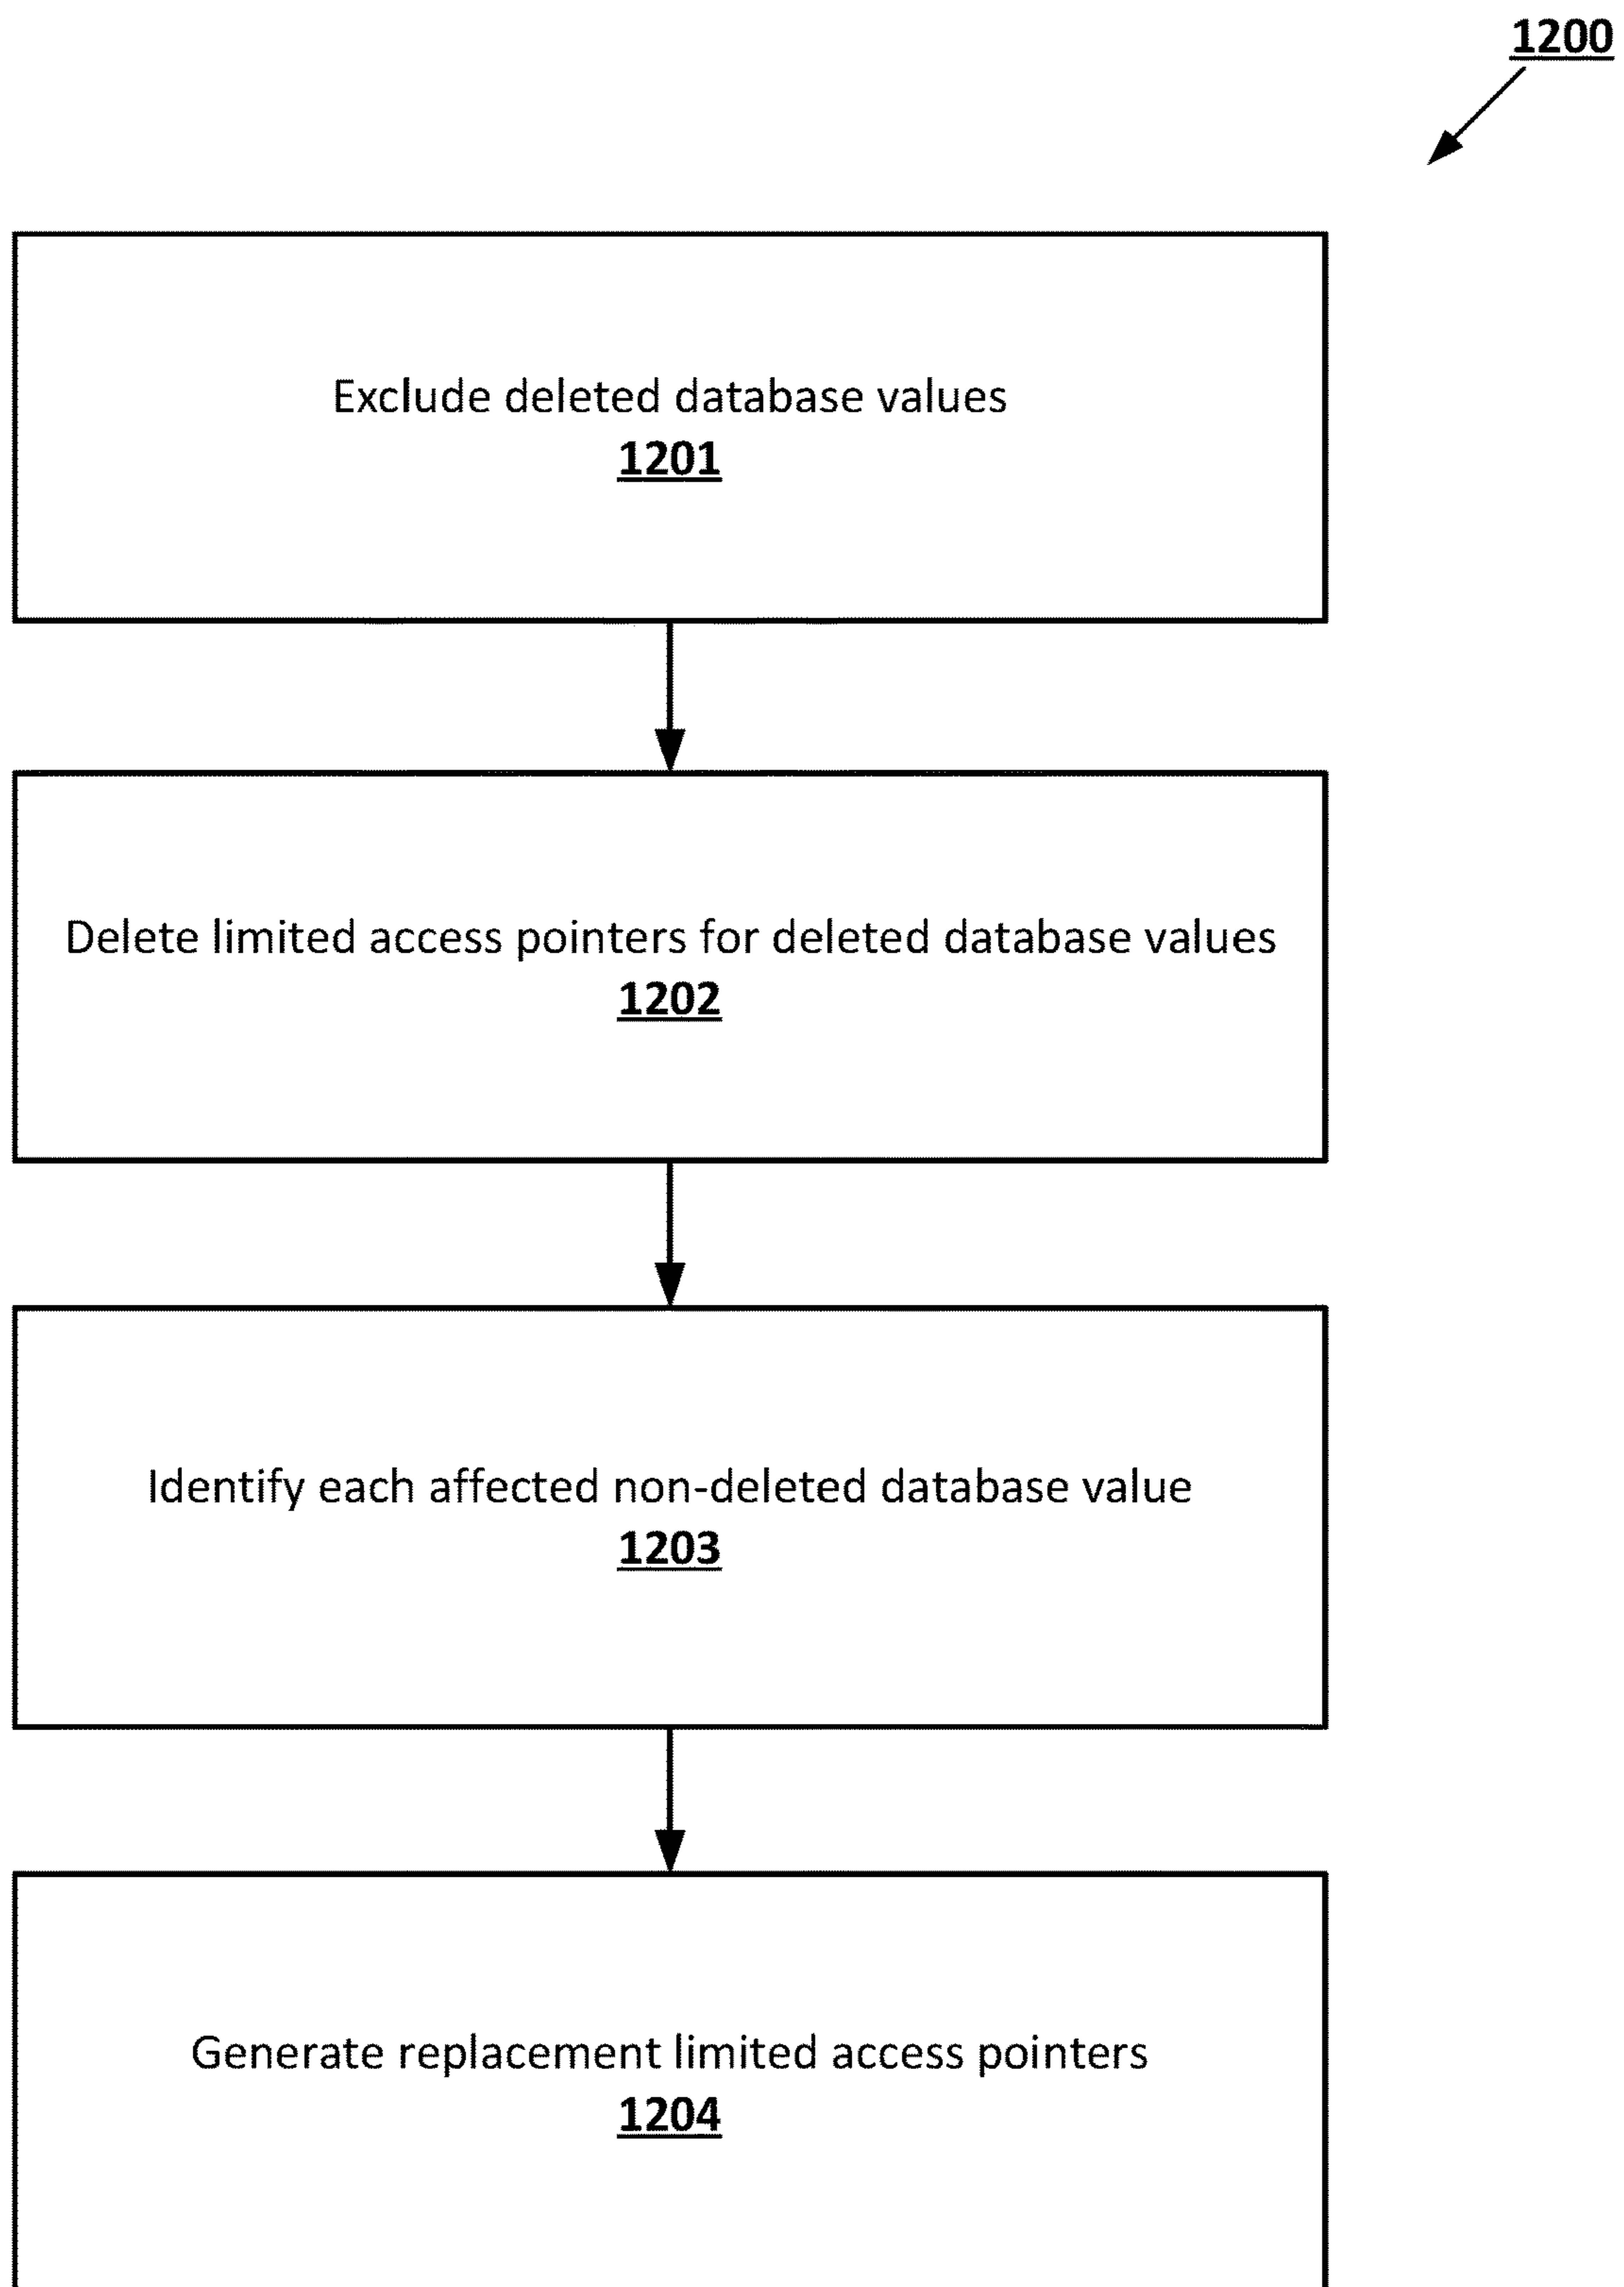 1200
Exclude deleted database values
1201
Delete limited access pointers for deleted database values
1202
Identify each affected non-deleted database value
1203
Generate replacement limited access pointers
1204